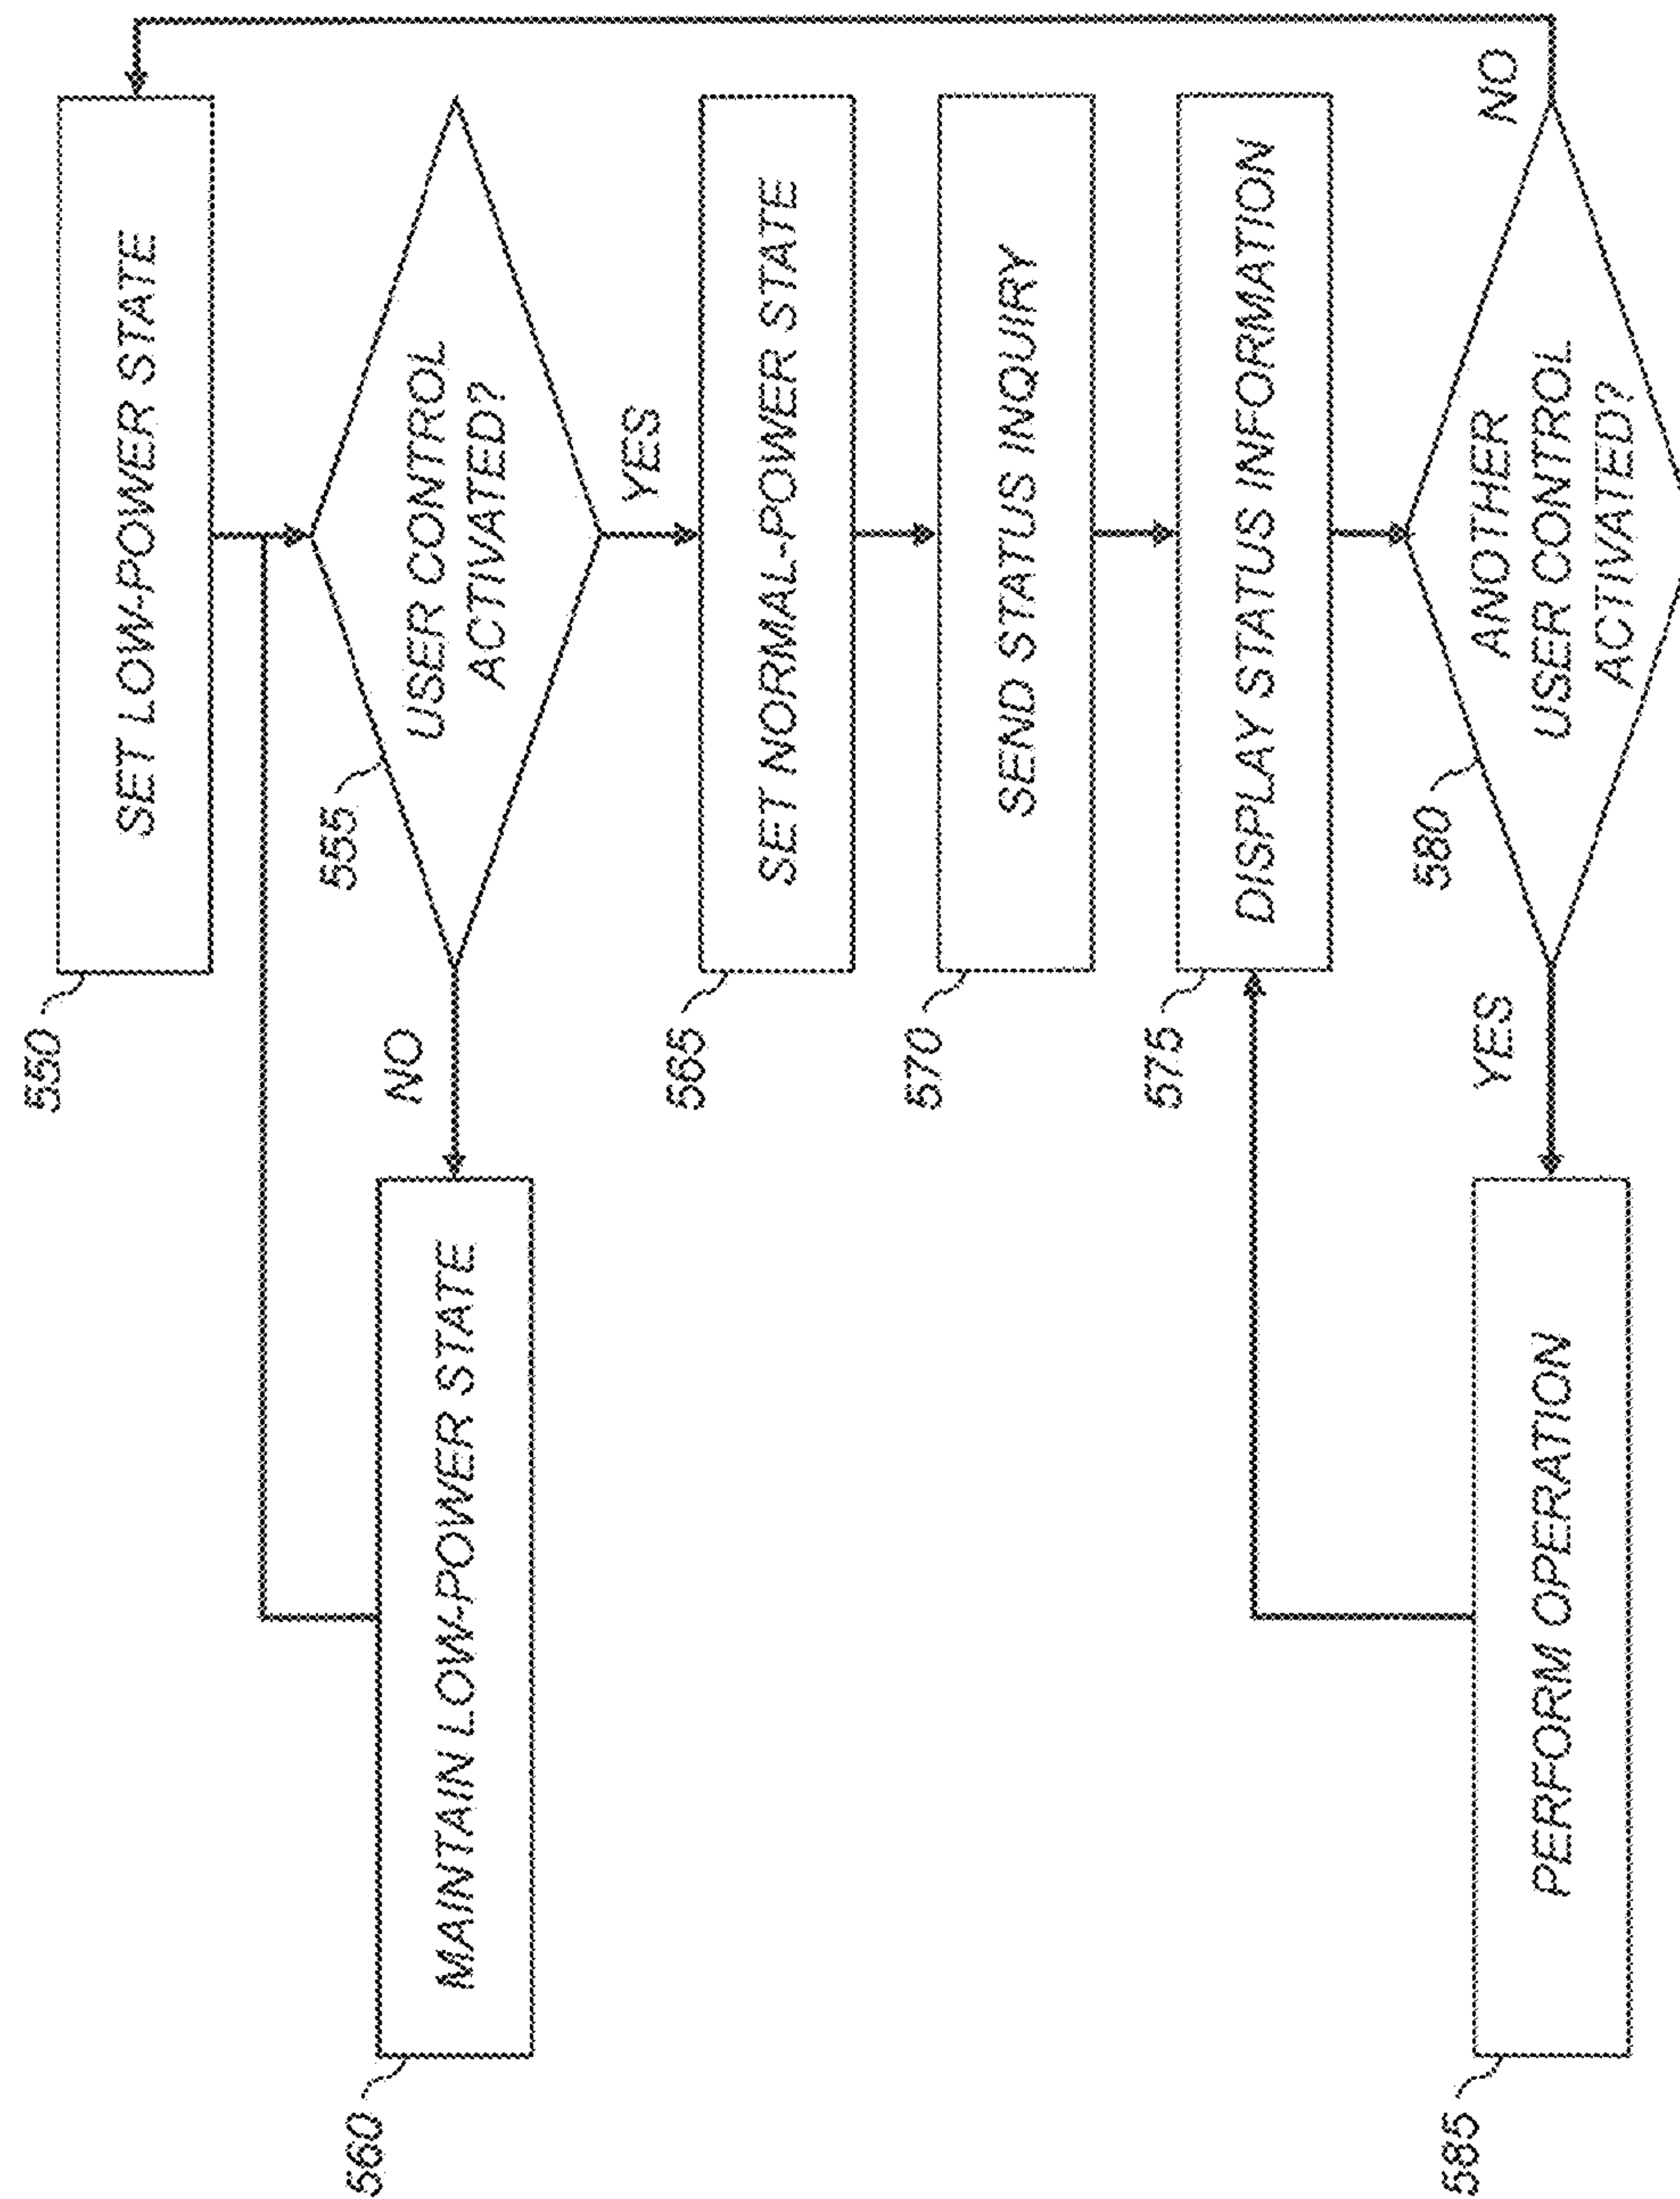 550
SET LOW-POWER STATE
555
USER CONTROL
ACTIVATED?
NO
560
MAINTAIN LOW-POWER STATE
YES
565
SET NORMAL-POWER STATE
570
SEND STATUS INQUIRY
575
DISPLAY STATUS INFORMATION
580
ANOTHER
USER CONTROL
ACTIVATED?
NO
YES
585
PERFORM OPERATION